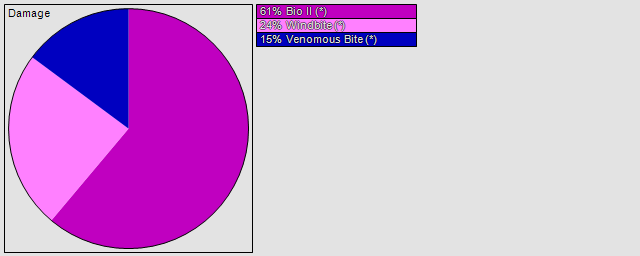 Damage
61% Bio II (*)
24% Windbite (*)
15% Venomous Bite (*)